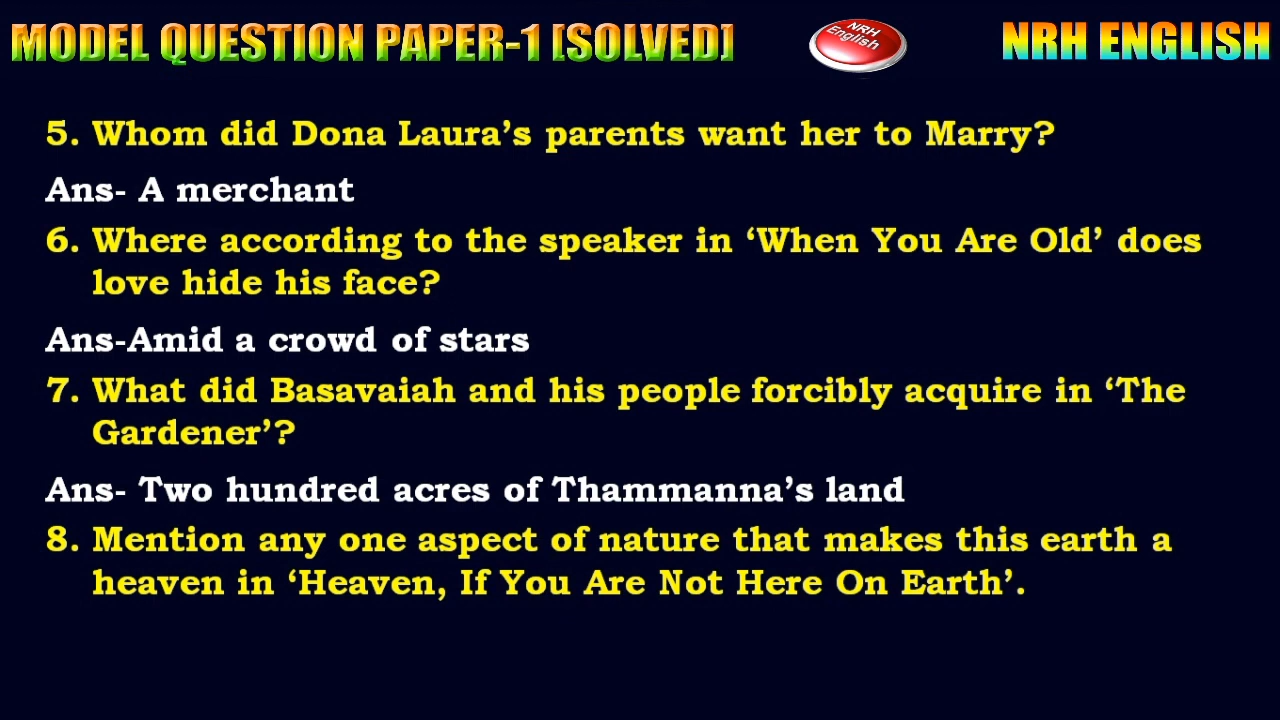 MODEL QUESTION PAPER-1 [SOLVED]
NRH English
NRH ENGLISH
5. Whom did Dona Laura’s parents want her to Marry?
Ans- A merchant
6. Where according to the speaker in ‘When You Are Old’ does
love hide his face?
Ans-Amid a crowd of stars
7. What did Basavaiah and his people forcibly acquire in ‘The
Gardener’?
Ans- Two hundred acres of Thammanna’s land
8. Mention any one aspect of nature that makes this earth a
heaven in ‘Heaven, If You Are Not Here On Earth’.